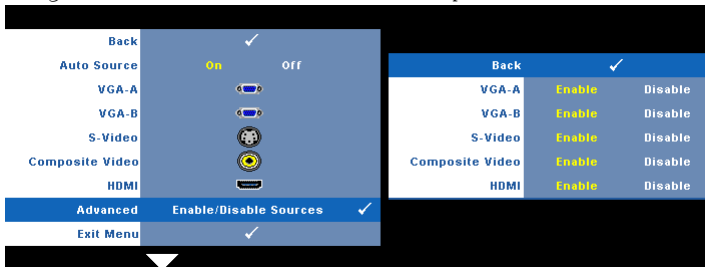 Back
Auto Source On Off
VGA-A
VGA-B
S-Video
Composite Video
HDMI
Advanced Enable/Disable Sources
Exit Menu
Back
VGA-A Enable Disable
VGA-B Enable Disable
S-Video Enable Disable
Composite Video Enable Disable
HDMI Enable Disable